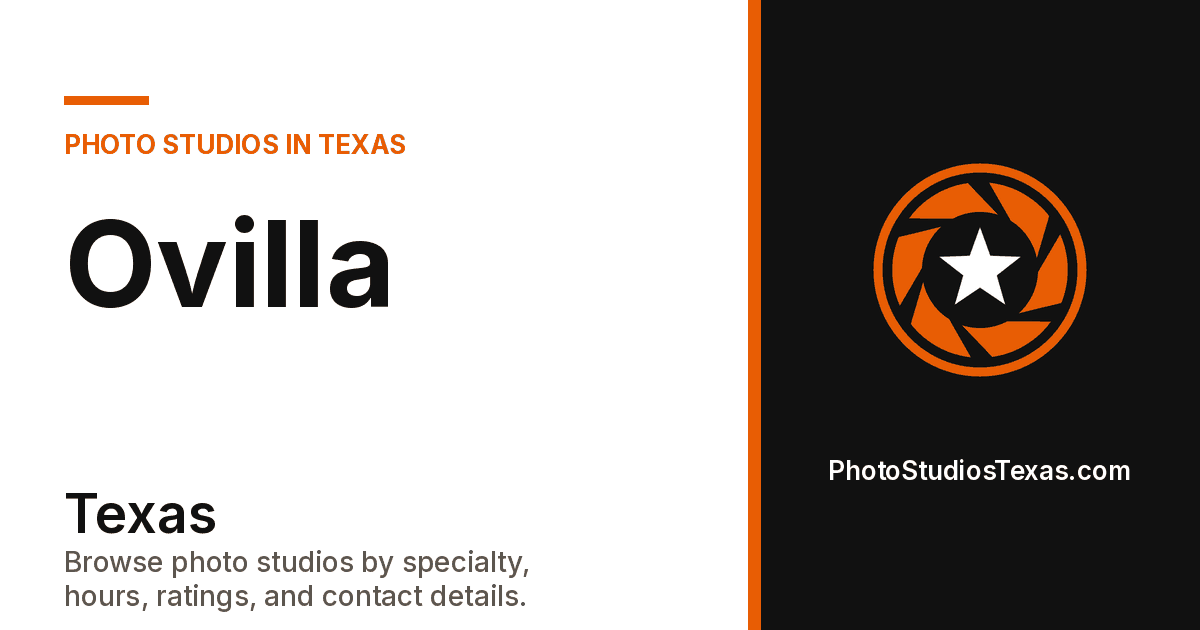 PHOTO STUDIOS IN TEXAS
Ovilla
Texas
Browse photo studios by specialty,
hours, ratings, and contact details.
PhotoStudiosTexas.com